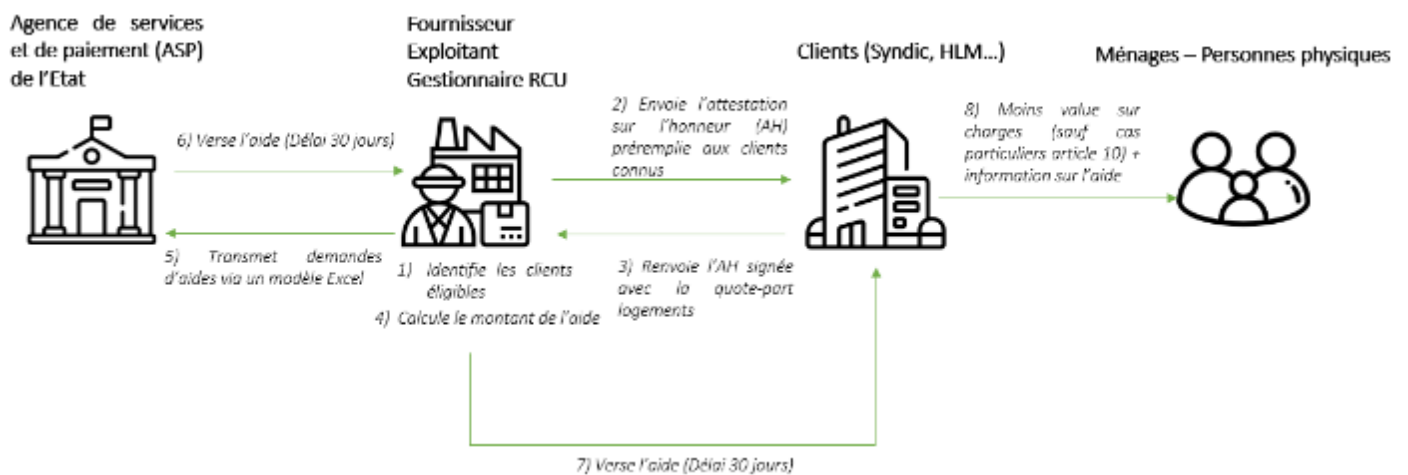 Agence de services
et de paiement (ASP)
de l'Etat
Fournisseur
Exploitant
Gestionnaire RCU
Clients (Syndic, HLM...)
Ménages – Personnes physiques
6) Verse l'aide (Délai 30 jours)
2) Envoie l'attestation
sur l'honneur (AH)
préremplie aux clients
connus
8) Moins value sur
charges (sauf cas
particuliers article 10) +
information sur l'aide
5) Transmet demandes
d'aides via un modèle Excel
1) Identifie les clients
éligibles
4) Calcule le montant de l'aide
3) Renvoie l'AH signée
avec la quote-part
logements
7) Verse l'aide (Délai 30 jours)